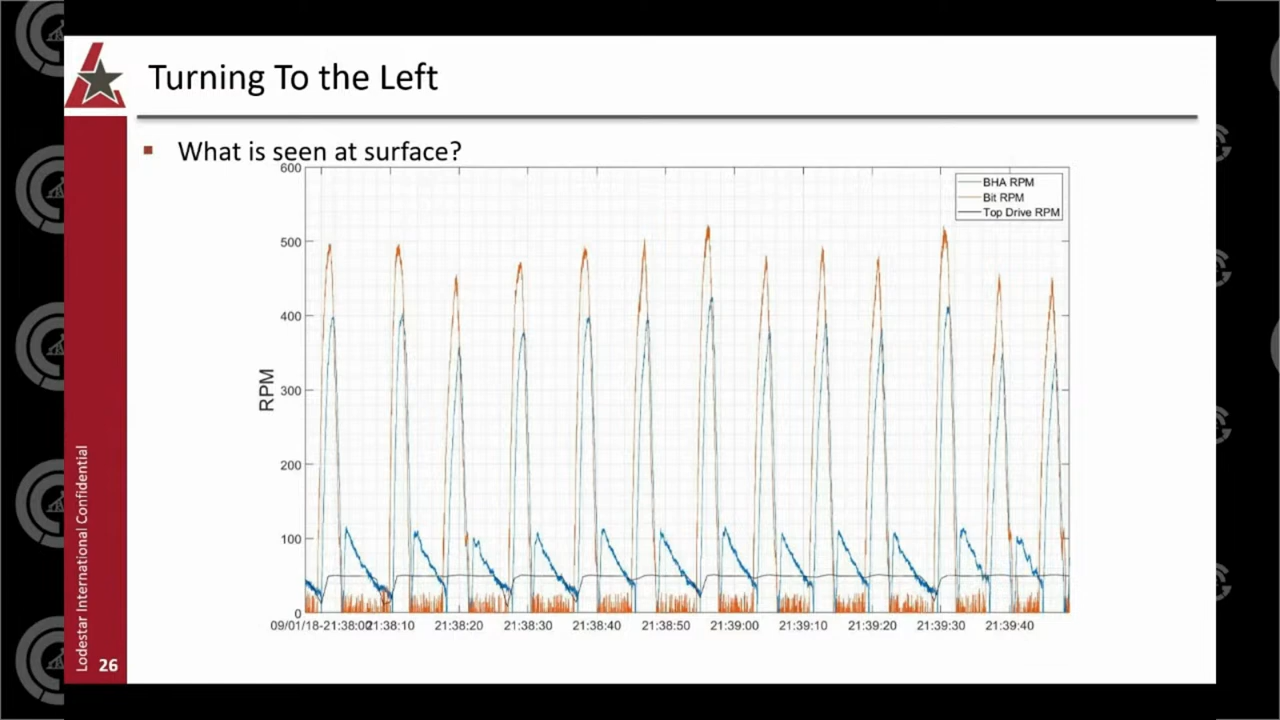 Turning To the Left
What is seen at surface?
600
500
400
300
200
100
0
RPM
BHA RPM
Bit RPM
Top Drive RPM
21:38:10
21:38:20
21:38:30
21:38:40
21:38:50
21:39:00
21:39:10
21:39:20
21:39:30
21:39:40
Lodestar International Confidential
26